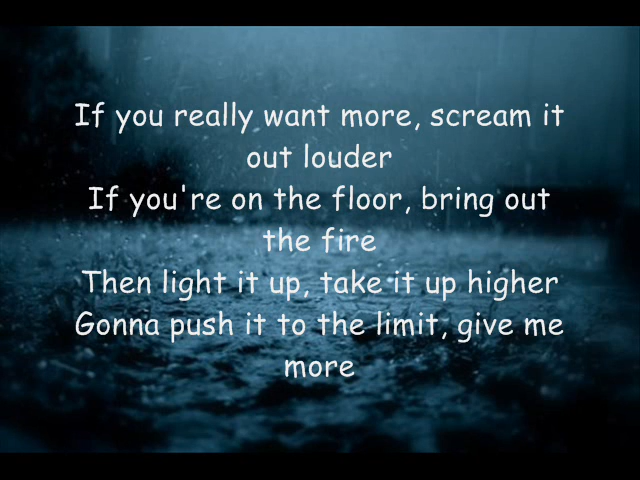 If you really want more, scream it
out louder
If you're on the floor, bring out
the fire
Then light it up, take it up higher
Gonna push it to the limit, give me
more